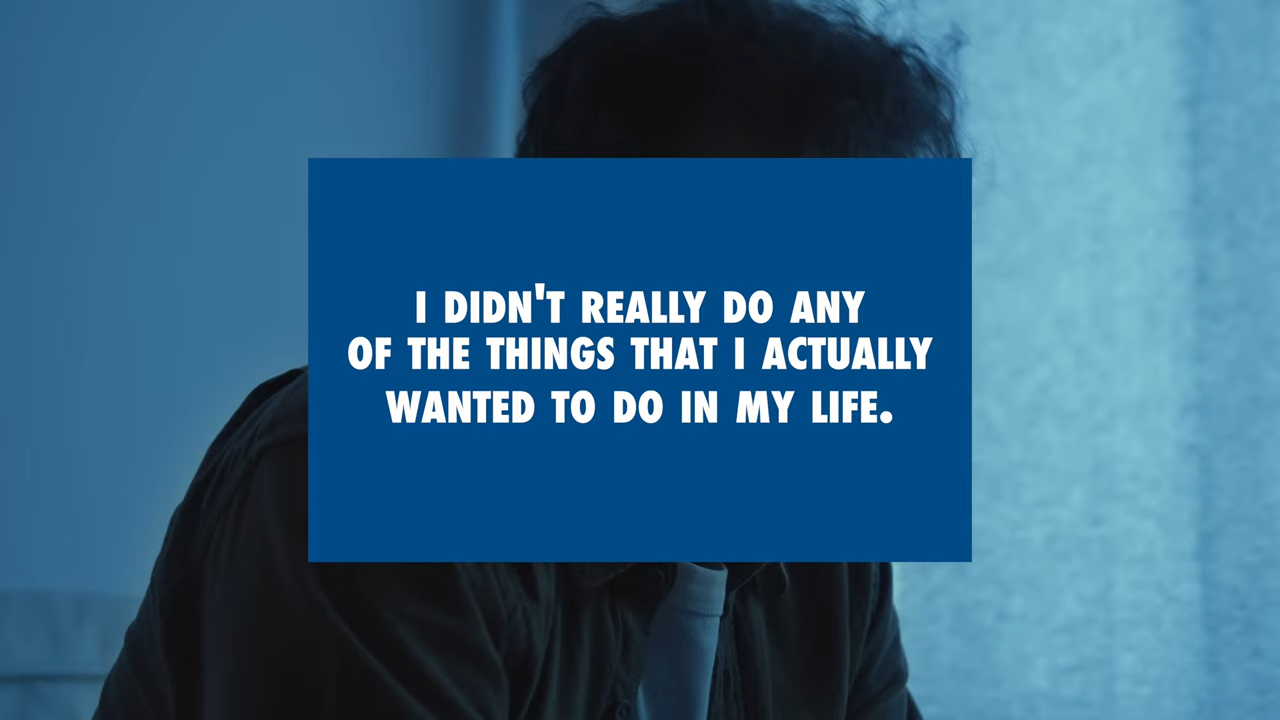 I DIDN'T REALLY DO ANY
OF THE THINGS THAT I ACTUALLY
WANTED TO DO IN MY LIFE.